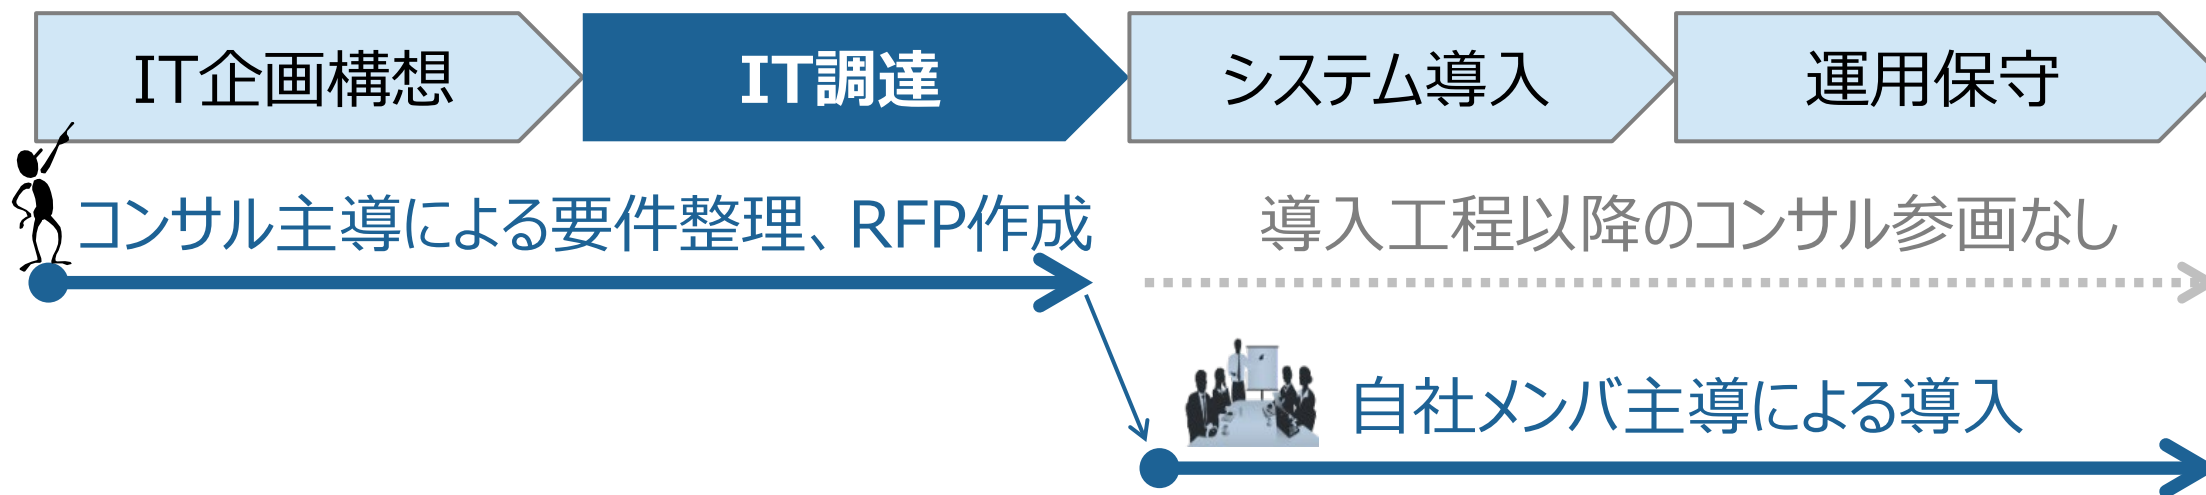 IT企画構想
IT調達
システム導入
運用保守
コンサル主導による要件整理、RFP作成
導入工程以降のコンサル参画なし
自社メンバ主導による導入